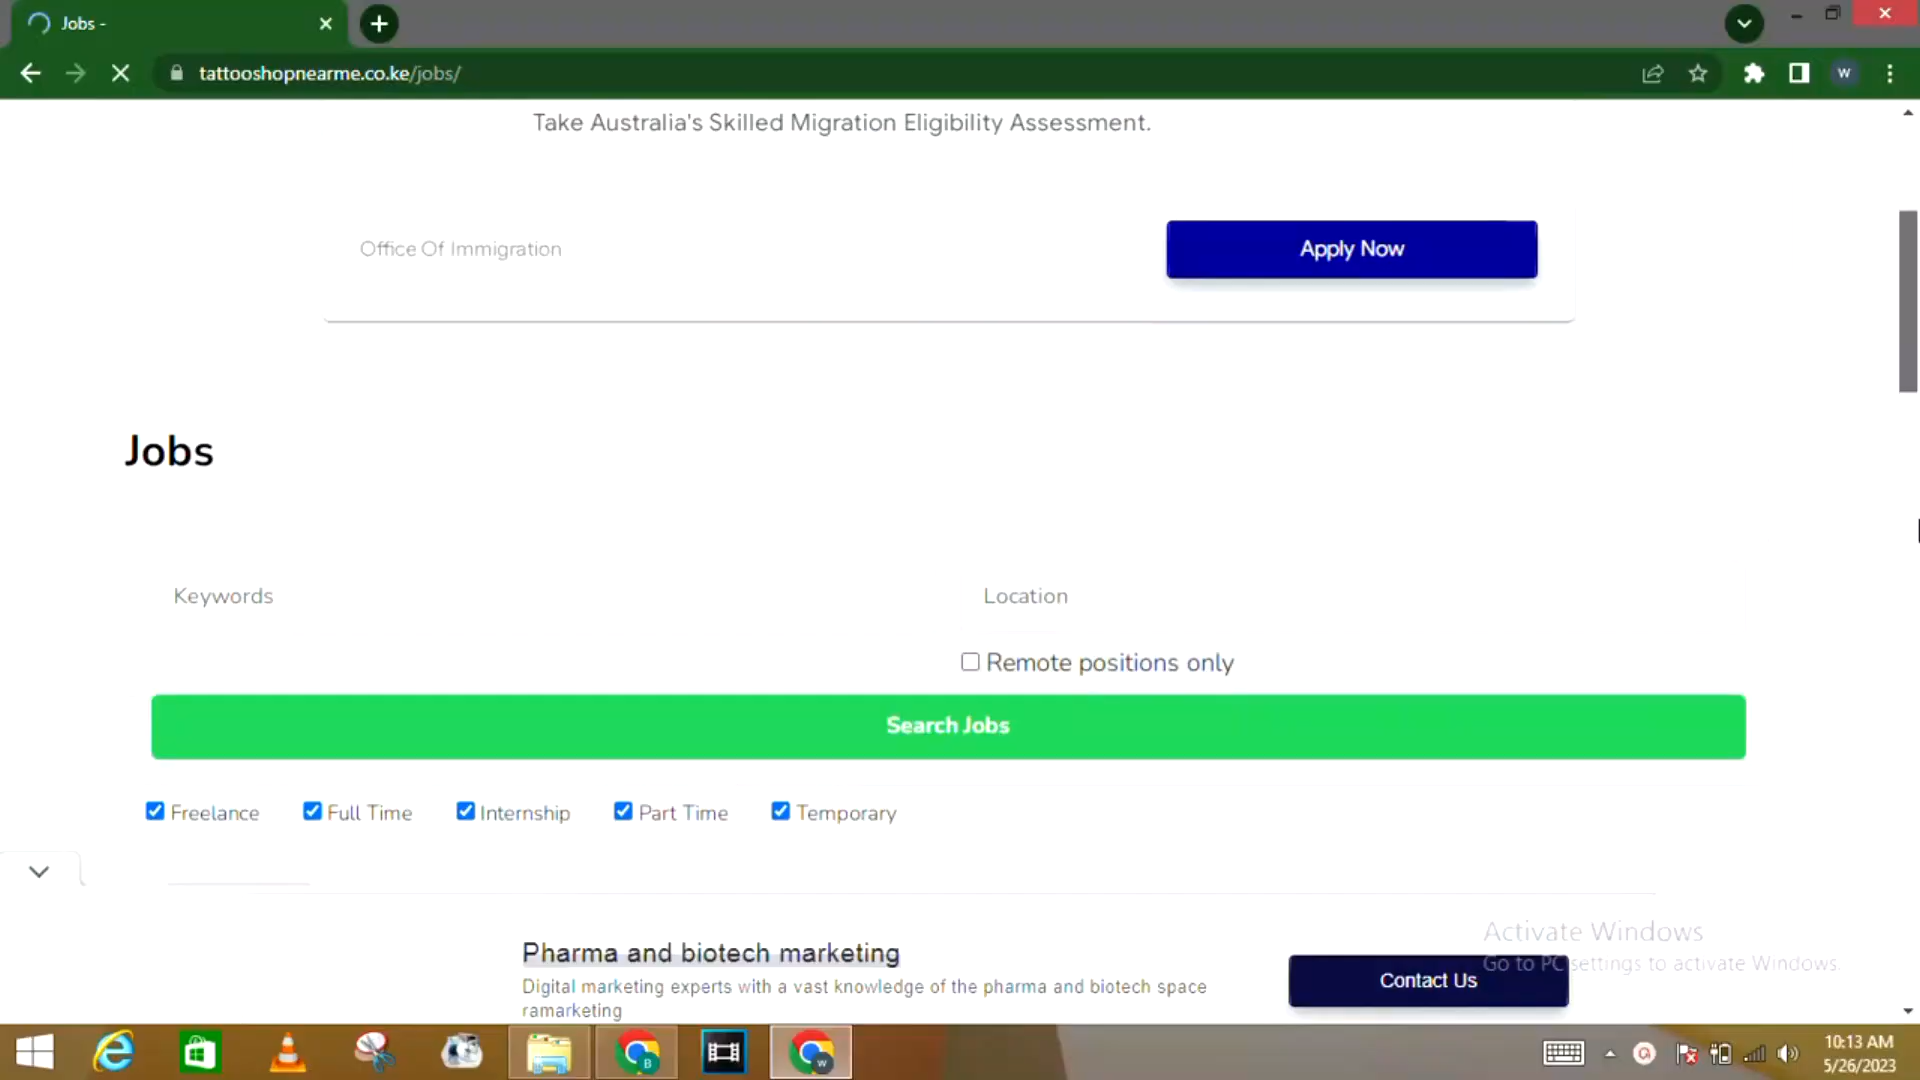 Jobs -
tattooshopnearme.co.ke/jobs/
W
Take Australia's Skilled Migration Eligibility Assessment.
Office Of Immigration
Apply Now
Jobs
Keywords
Location
Remote positions only
Search Jobs
Freelance
Full Time
Internship
Part Time
Temporary
Pharma and biotech marketing
Digital marketing experts with a vast knowledge of the pharma and biotech space
ramarketing
Contact Us
Activate Windows
Go to PC settings to activate Windows.
B
w
10:13 AM
5/26/2023